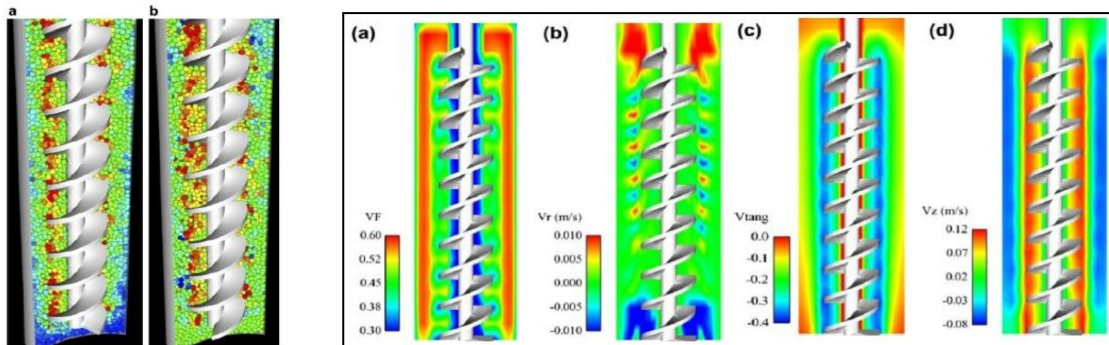 a
b
(a)
VF
0.60
0.52
0.45
0.38
0.30
(b)
Vr (m/s)
0.010
0.005
0.000
-0.005
-0.010
(c)
Vtang
0.0
-0.1
-0.2
-0.3
-0.4
(d)
Vz (m/s)
0.12
0.07
0.02
-0.03
-0.08